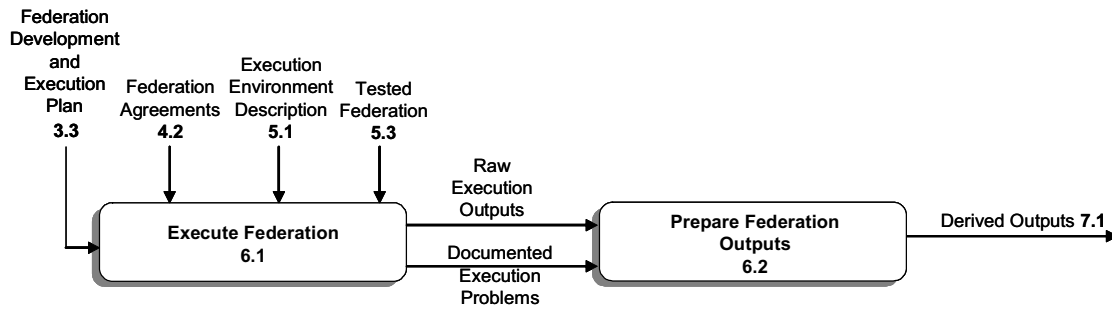 Federation
Development
and
Execution
Plan
3.3
Federation
Agreements
4.2
Execution
Environment
Description
5.1
Tested
Federation
5.3
Execute Federation
6.1
Raw
Execution
Outputs
Documented
Execution
Problems
Prepare Federation
Outputs
6.2
Derived Outputs 7.1